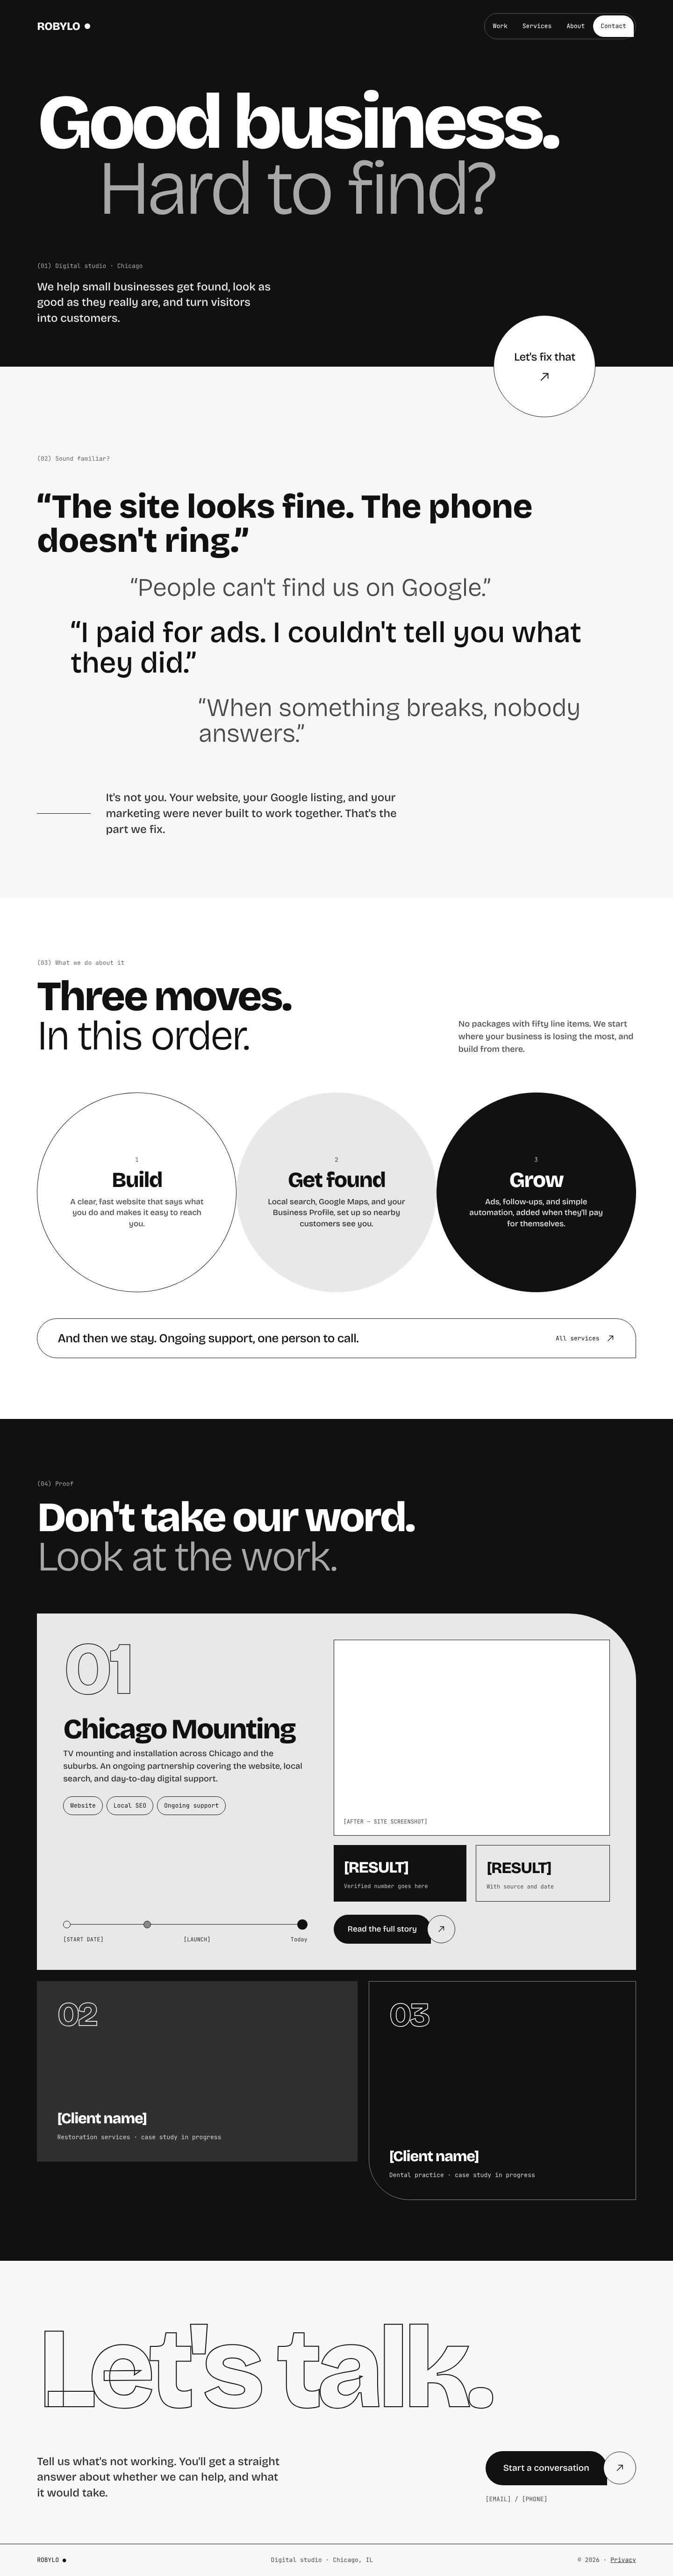 ROBYLO
Work Services About Contact
Good business.
Hard to find?
(01) Digital studio · Chicago
We help small businesses get found, look as
good as they really are, and turn visitors
into customers.
Let's fix that
(02) Sound familiar?
“The site looks fine. The phone
doesn't ring.”
“People can't find us on Google.”
“I paid for ads. I couldn't tell you what
they did.”
“When something breaks, nobody
answers.”
It's not you. Your website, your Google listing, and your
marketing were never built to work together. That's the
part we fix.
(03) What we do about it
Three moves.
In this order.
No packages with fifty line items. We start
where your business is losing the most, and
build from there.
1
Build
A clear, fast website that says what
you do and makes it easy to reach
you.
2
Get found
Local search, Google Maps, and your
Business Profile, set up so nearby
customers see you.
3
Grow
Ads, follow-ups, and simple
automation, added when they'll pay
for themselves.
And then we stay. Ongoing support, one person to call.
All services
(04) Proof
Don't take our word.
Look at the work.
01
Chicago Mounting
TV mounting and installation across Chicago and the
suburbs. An ongoing partnership covering the website, local
search, and day-to-day digital support.
Website Local SEO Ongoing support
[START DATE] [LAUNCH] Today
[AFTER — SITE SCREENSHOT]
[RESULT]
Verified number goes here
[RESULT]
With source and date
Read the full story
02
[Client name]
Restoration services · case study in progress
03
[Client name]
Dental practice · case study in progress
Let's talk.
Tell us what's not working. You'll get a straight
answer about whether we can help, and what
it would take.
Start a conversation
[EMAIL] / [PHONE]
ROBYLO
Digital studio · Chicago, IL
© 2026 · Privacy